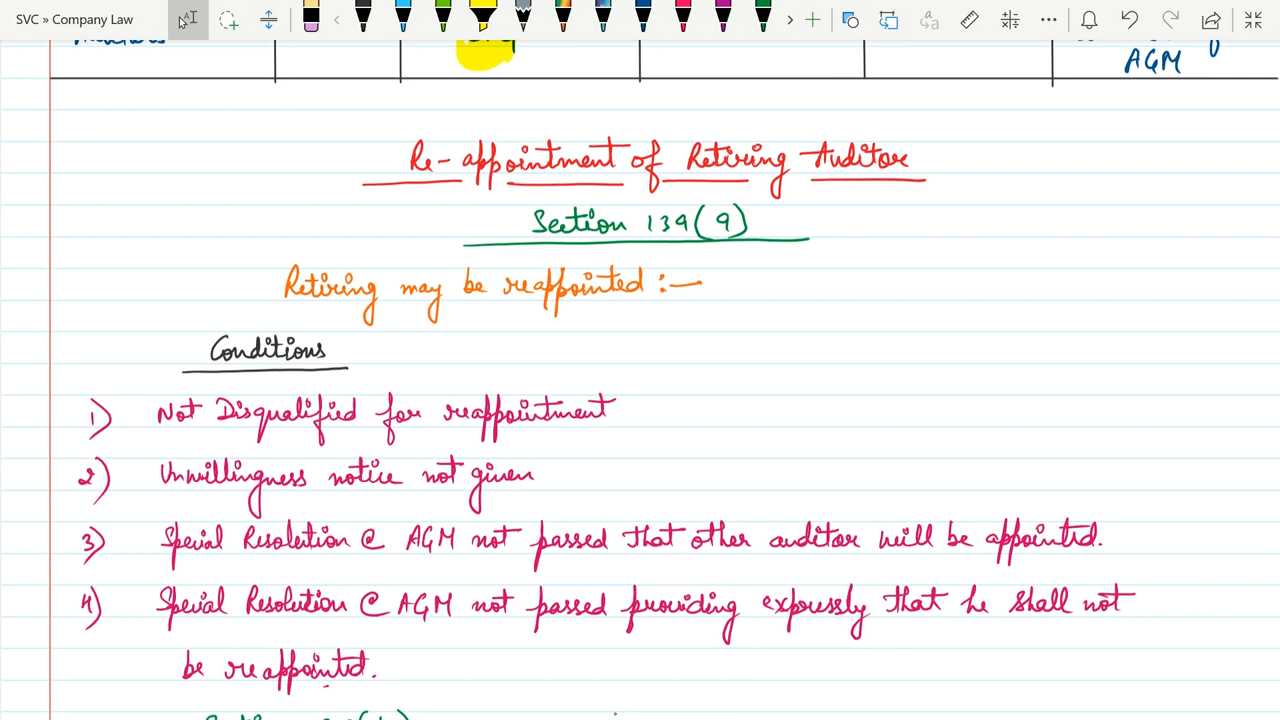 SVC » Company Law
AGM
Re-appointment of Retiring Auditor
Section 139(9)
Retiring may be reappointed :—
Conditions
1) Not Disqualified for reappointment
2) Unwillingness notice not given
3) Special Resolution @ AGM not passed that other auditor will be appointed.
4) Special Resolution @ AGM not passed providing expressly that he shall not
be reappointed.